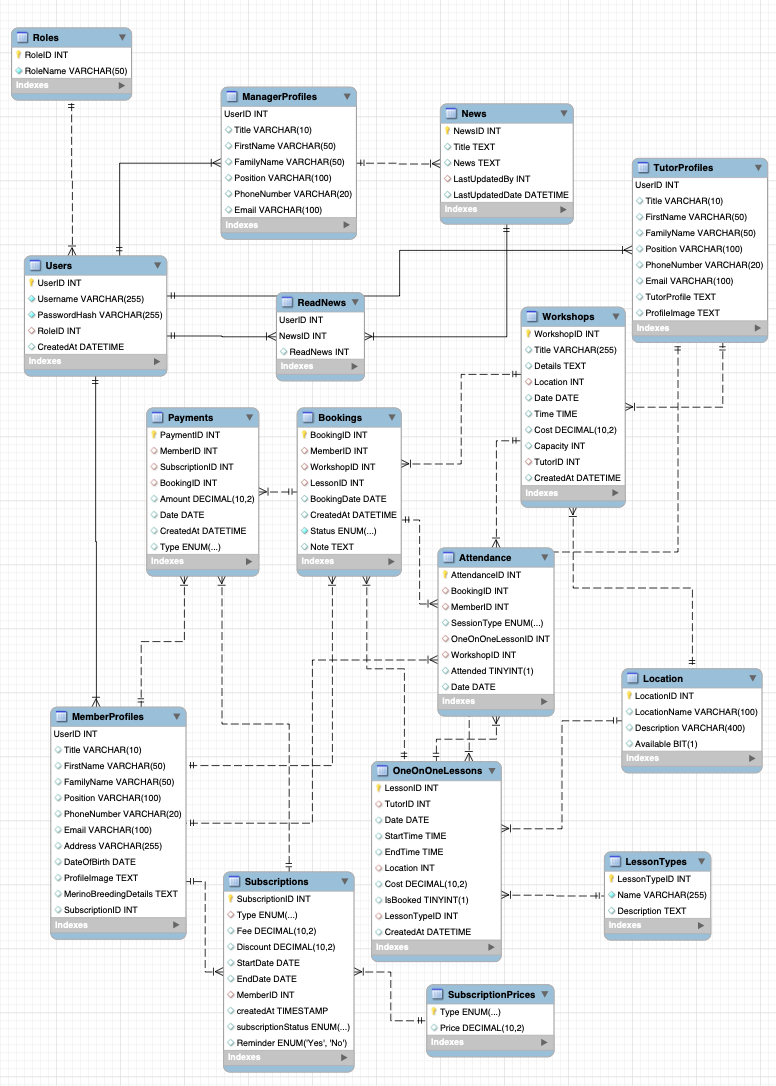 Roles
RoleID INT
RoleName VARCHAR(50)
Indexes
ManagerProfiles
UserID INT
Title VARCHAR(10)
FirstName VARCHAR(50)
FamilyName VARCHAR(50)
Position VARCHAR(100)
PhoneNumber VARCHAR(20)
Email VARCHAR(100)
Indexes
News
NewsID INT
Title TEXT
News TEXT
LastUpdatedBy INT
LastUpdatedDate DATETIME
Indexes
TutorProfiles
UserID INT
Title VARCHAR(10)
FirstName VARCHAR(50)
FamilyName VARCHAR(50)
Position VARCHAR(100)
PhoneNumber VARCHAR(20)
Email VARCHAR(100)
TutorProfile TEXT
ProfileImage TEXT
Indexes
Users
UserID INT
Username VARCHAR(255)
PasswordHash VARCHAR(255)
RoleID INT
CreatedAt DATETIME
Indexes
ReadNews
UserID INT
NewsID INT
ReadNews INT
Indexes
Workshops
WorkshopID INT
Title VARCHAR(255)
Details TEXT
Location INT
Date DATE
Time TIME
Cost DECIMAL(10,2)
Capacity INT
TutorID INT
CreatedAt DATETIME
Indexes
Payments
PaymentID INT
MemberID INT
SubscriptionID INT
BookingID INT
Amount DECIMAL(10,2)
Date DATE
CreatedAt DATETIME
Type ENUM(...)
Indexes
Bookings
BookingID INT
MemberID INT
WorkshopID INT
LessonID INT
BookingDate DATE
CreatedAt DATETIME
Status ENUM(...)
Note TEXT
Indexes
Attendance
AttendanceID INT
BookingID INT
MemberID INT
SessionType ENUM(...)
OneOnOneLessonID INT
WorkshopID INT
Attended TINYINT(1)
Date DATE
Indexes
Location
LocationID INT
LocationName VARCHAR(100)
Description VARCHAR(400)
Available BIT(1)
Indexes
MemberProfiles
UserID INT
Title VARCHAR(10)
FirstName VARCHAR(50)
FamilyName VARCHAR(50)
Position VARCHAR(100)
PhoneNumber VARCHAR(20)
Email VARCHAR(100)
Address VARCHAR(255)
DateOfBirth DATE
ProfileImage TEXT
MerinoBreedingDetails TEXT
SubscriptionID INT
Indexes
OneOnOneLessons
LessonID INT
TutorID INT
Date DATE
StartTime TIME
EndTime TIME
Location INT
Cost DECIMAL(10,2)
IsBooked TINYINT(1)
LessonTypeID INT
CreatedAt DATETIME
Indexes
LessonTypes
LessonTypeID INT
Name VARCHAR(255)
Description TEXT
Indexes
Subscriptions
SubscriptionID INT
Type ENUM(...)
Fee DECIMAL(10,2)
Discount DECIMAL(10,2)
StartDate DATE
EndDate DATE
MemberID INT
createdAt TIMESTAMP
subscriptionStatus ENUM(...)
Reminder ENUM('Yes', 'No')
Indexes
SubscriptionPrices
Type ENUM(...)
Price DECIMAL(10,2)
Indexes